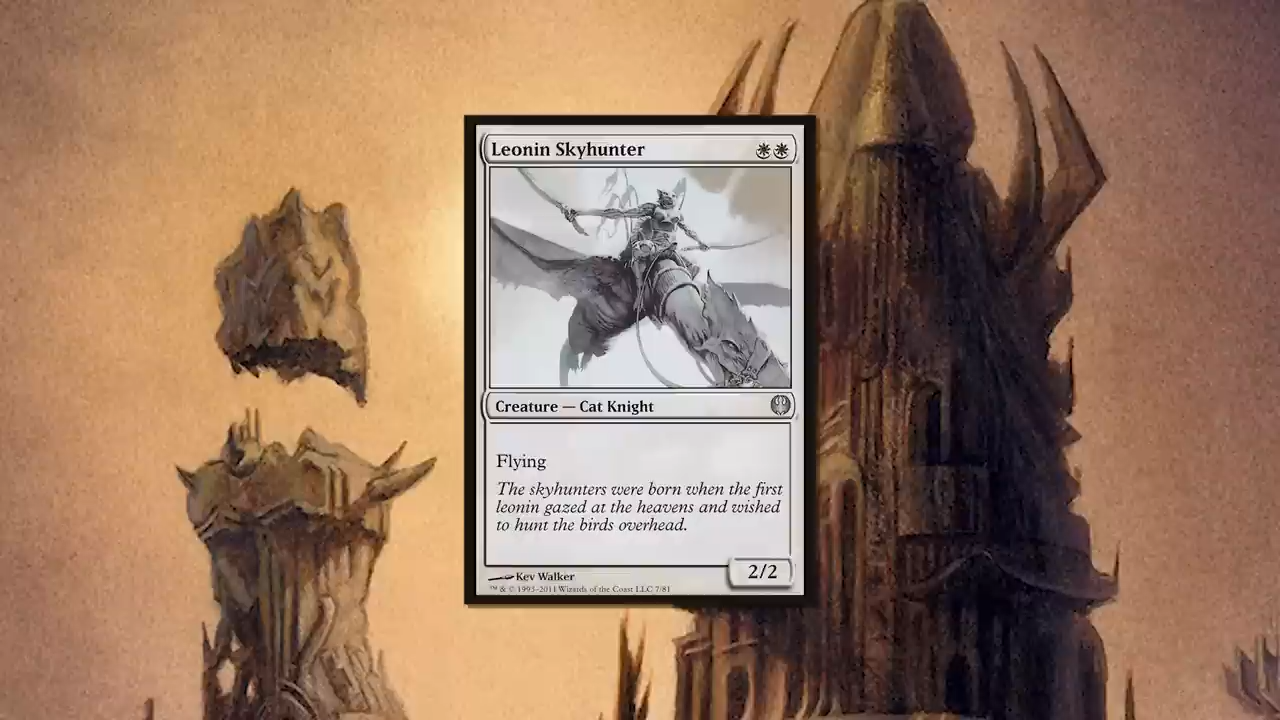 Leonin Skyhunter
Creature — Cat Knight
Flying
The skyhunters were born when the first
leonin gazed at the heavens and wished
to hunt the birds overhead.
2/2
Kev Walker
™ & © 1993–2011 Wizards of the Coast LLC 7/81